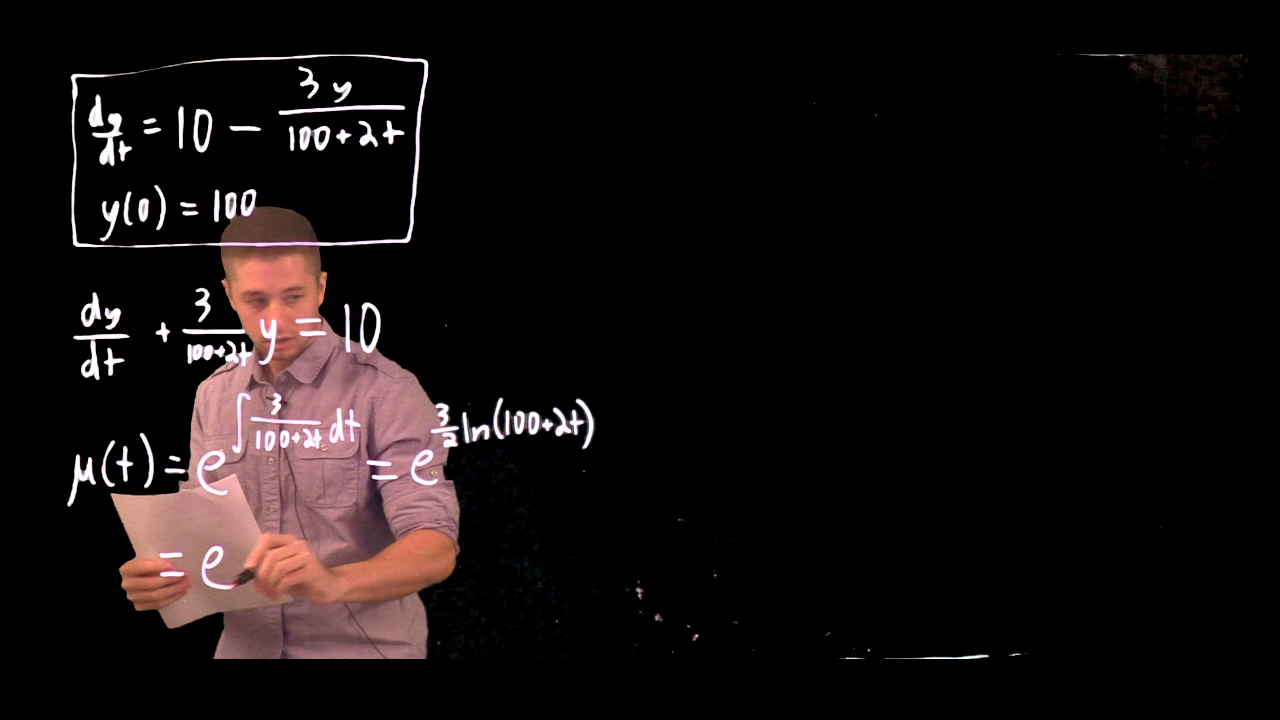 dy/dt = 10 − 3y/(100+2t)
y(0) = 100
dy/dt + 3/(100+2t) y = 10
μ(t) = e^(∫ 3/(100+2t) dt) = e^(3/2 ln(100+2t))
= e